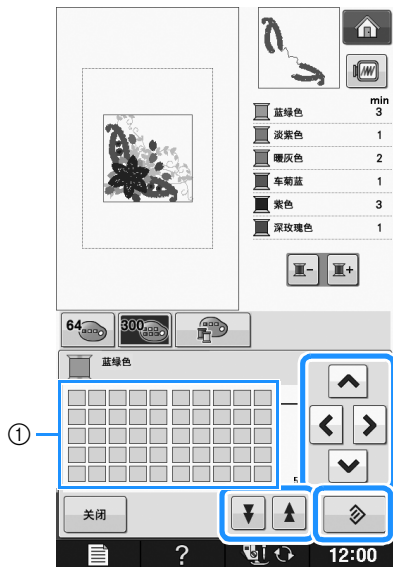 min
蓝绿色 3
淡紫色 1
暖灰色 2
车菊蓝 1
紫色 3
深玫瑰色 1
- +
64 300
蓝绿色
①
5
关闭
? 12:00